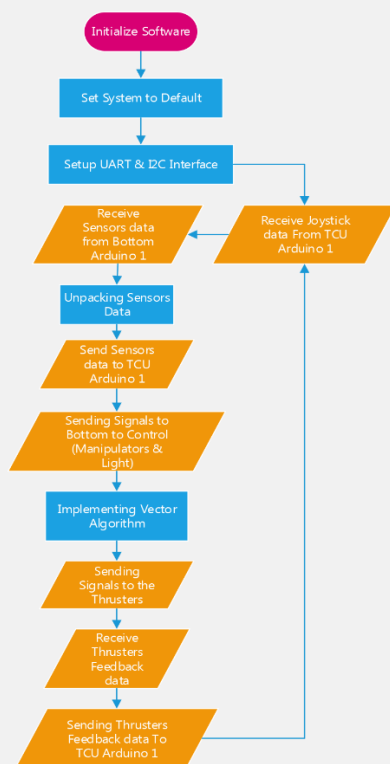 Initialize Software
Set System to Default
Setup UART & I2C Interface
Receive Joystick
data From TCU
Arduino 1
Receive
Sensors data
from Bottom
Arduino 1
Unpacking Sensors
Data
Send Sensors
data to TCU
Arduino 1
Sending Signals to
Bottom to Control
(Manipulators &
Light)
Implementing Vector
Algorithm
Sending
Signals to the
Thrusters
Receive
Thrusters
Feedback
data
Sending Thrusters
Feedback data To
TCU Arduino 1